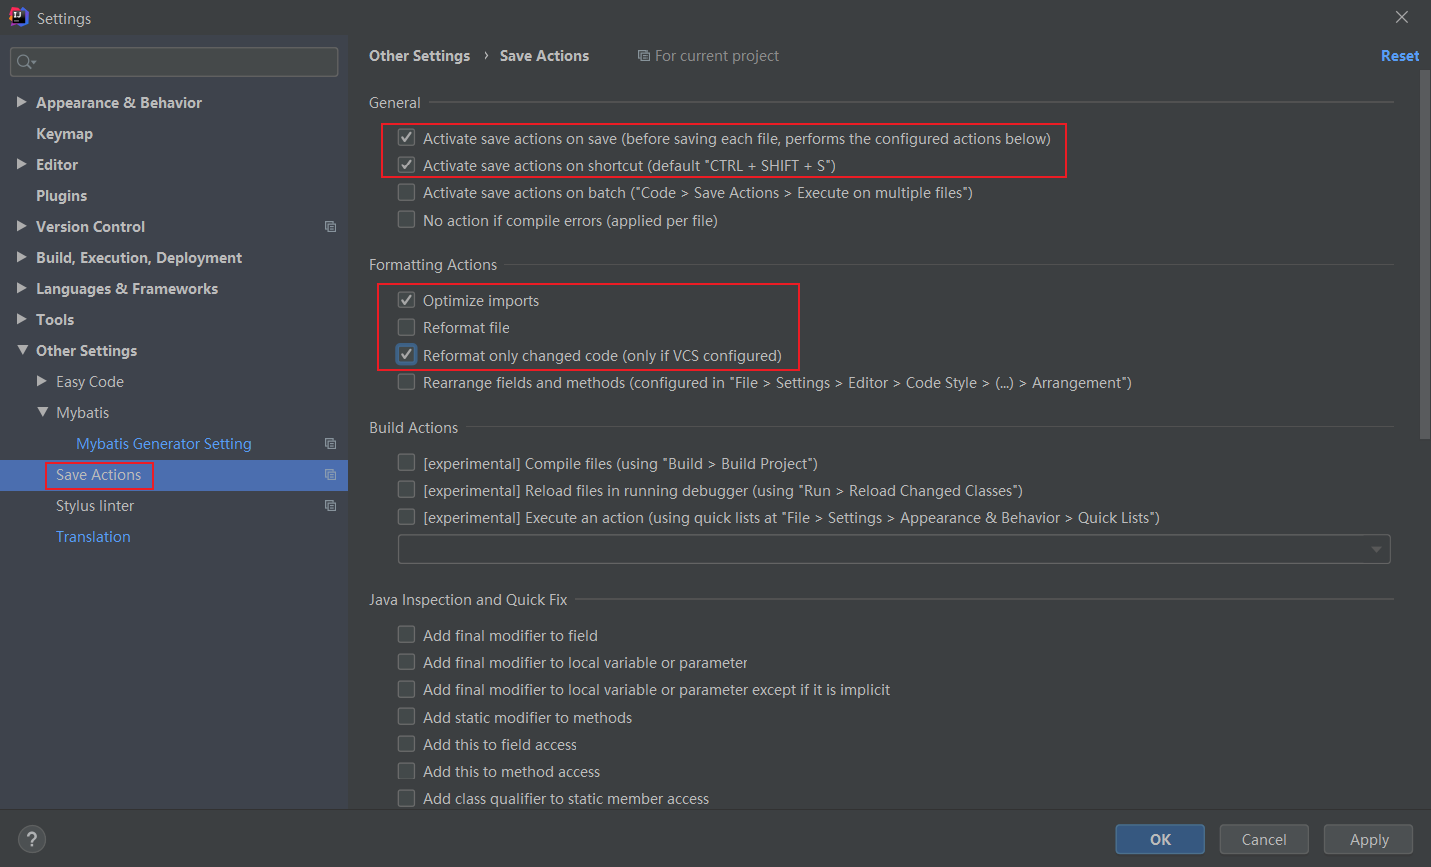 Settings
Other Settings › Save Actions For current project Reset
Appearance & Behavior
Keymap
Editor
Plugins
Version Control
Build, Execution, Deployment
Languages & Frameworks
Tools
Other Settings
Easy Code
Mybatis
Mybatis Generator Setting
Save Actions
Stylus linter
Translation
General
Activate save actions on save (before saving each file, performs the configured actions below)
Activate save actions on shortcut (default "CTRL + SHIFT + S")
Activate save actions on batch ("Code > Save Actions > Execute on multiple files")
No action if compile errors (applied per file)
Formatting Actions
Optimize imports
Reformat file
Reformat only changed code (only if VCS configured)
Rearrange fields and methods (configured in "File > Settings > Editor > Code Style > (...) > Arrangement")
Build Actions
[experimental] Compile files (using "Build > Build Project")
[experimental] Reload files in running debugger (using "Run > Reload Changed Classes")
[experimental] Execute an action (using quick lists at "File > Settings > Appearance & Behavior > Quick Lists")
Java Inspection and Quick Fix
Add final modifier to field
Add final modifier to local variable or parameter
Add final modifier to local variable or parameter except if it is implicit
Add static modifier to methods
Add this to field access
Add this to method access
Add class qualifier to static member access
? OK Cancel Apply